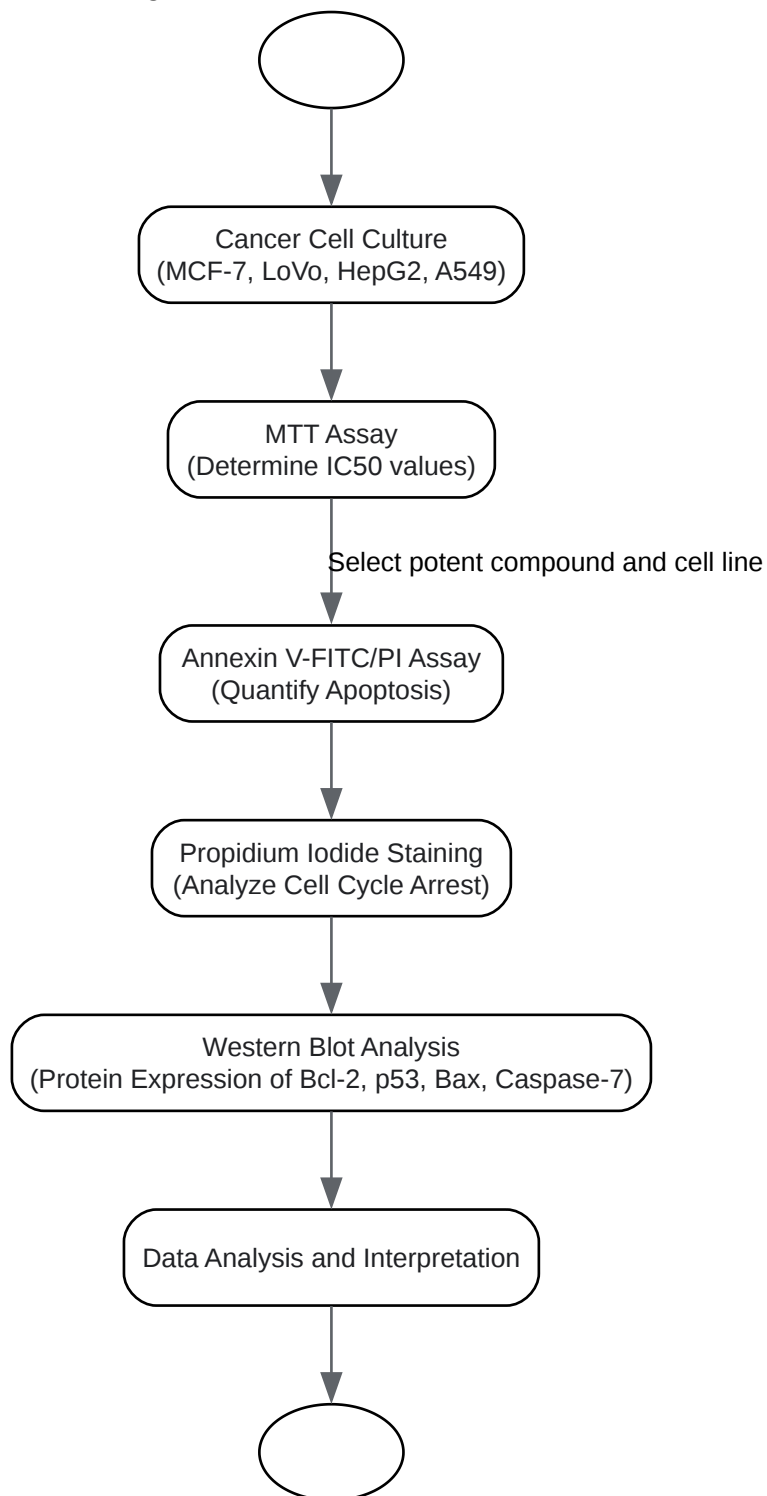 Cancer Cell Culture
(MCF-7, LoVo, HepG2, A549)
MTT Assay
(Determine IC50 values)
Select potent compound and cell line
Annexin V-FITC/PI Assay
(Quantify Apoptosis)
Propidium Iodide Staining
(Analyze Cell Cycle Arrest)
Western Blot Analysis
(Protein Expression of Bcl-2, p53, Bax, Caspase-7)
Data Analysis and Interpretation